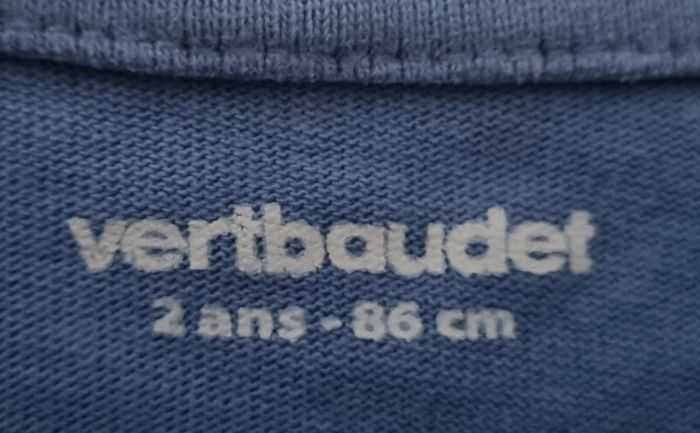 vertbaudet
2 ans - 86 cm